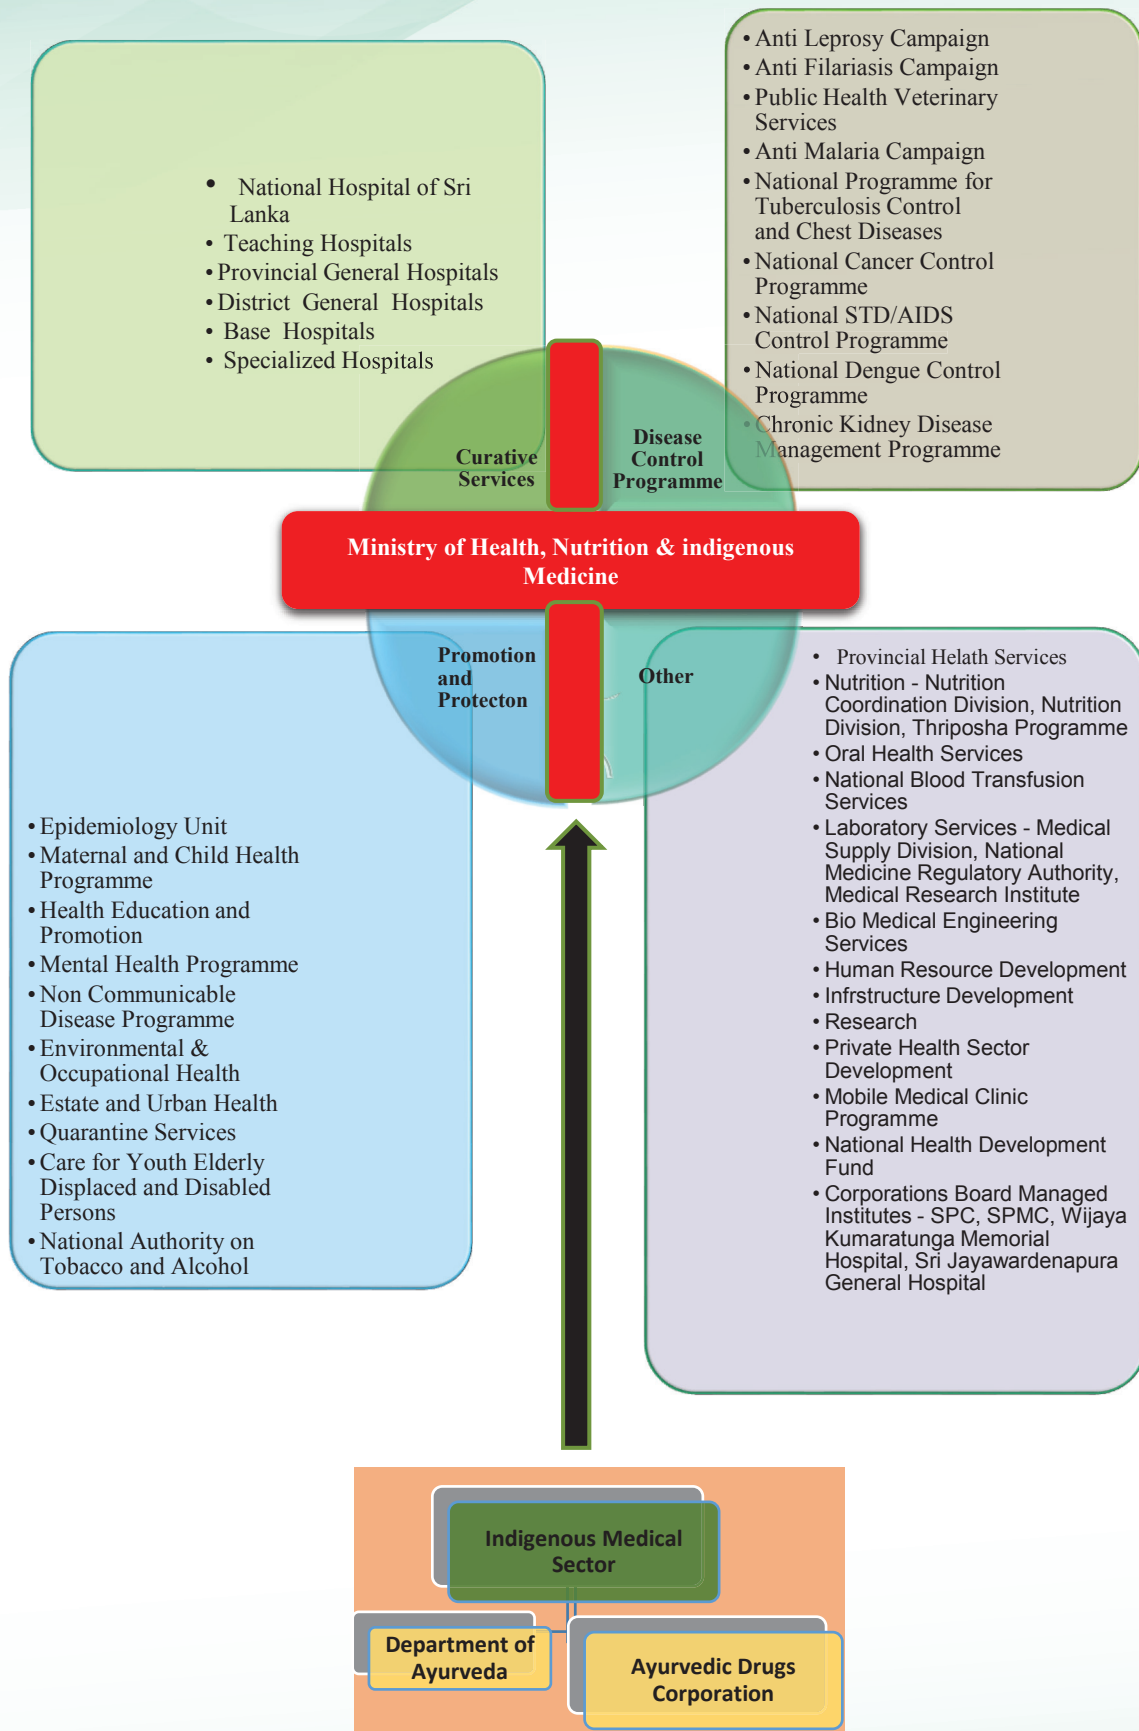 • National Hospital of Sri
Lanka
• Teaching Hospitals
• Provincial General Hospitals
• District General Hospitals
• Base Hospitals
• Specialized Hospitals
• Anti Leprosy Campaign
• Anti Filariasis Campaign
• Public Health Veterinary
Services
• Anti Malaria Campaign
• National Programme for
Tuberculosis Control
and Chest Diseases
• National Cancer Control
Programme
• National STD/AIDS
Control Programme
• National Dengue Control
Programme
• Chronic Kidney Disease
Management Programme
Curative
Services
Disease
Control
Programme
Ministry of Health, Nutrition & indigenous
Medicine
Promotion
and
Protecton
Other
• Epidemiology Unit
• Maternal and Child Health
Programme
• Health Education and
Promotion
• Mental Health Programme
• Non Communicable
Disease Programme
• Environmental &
Occupational Health
• Estate and Urban Health
• Quarantine Services
• Care for Youth Elderly
Displaced and Disabled
Persons
• National Authority on
Tobacco and Alcohol
• Provincial Helath Services
• Nutrition - Nutrition
Coordination Division, Nutrition
Division, Thriposha Programme
• Oral Health Services
• National Blood Transfusion
Services
• Laboratory Services - Medical
Supply Division, National
Medicine Regulatory Authority,
Medical Research Institute
• Bio Medical Engineering
Services
• Human Resource Development
• Infrstructure Development
• Research
• Private Health Sector
Development
• Mobile Medical Clinic
Programme
• National Health Development
Fund
• Corporations Board Managed
Institutes - SPC, SPMC, Wijaya
Kumaratunga Memorial
Hospital, Sri Jayawardenapura
General Hospital
Indigenous Medical
Sector
Department of
Ayurveda
Ayurvedic Drugs
Corporation